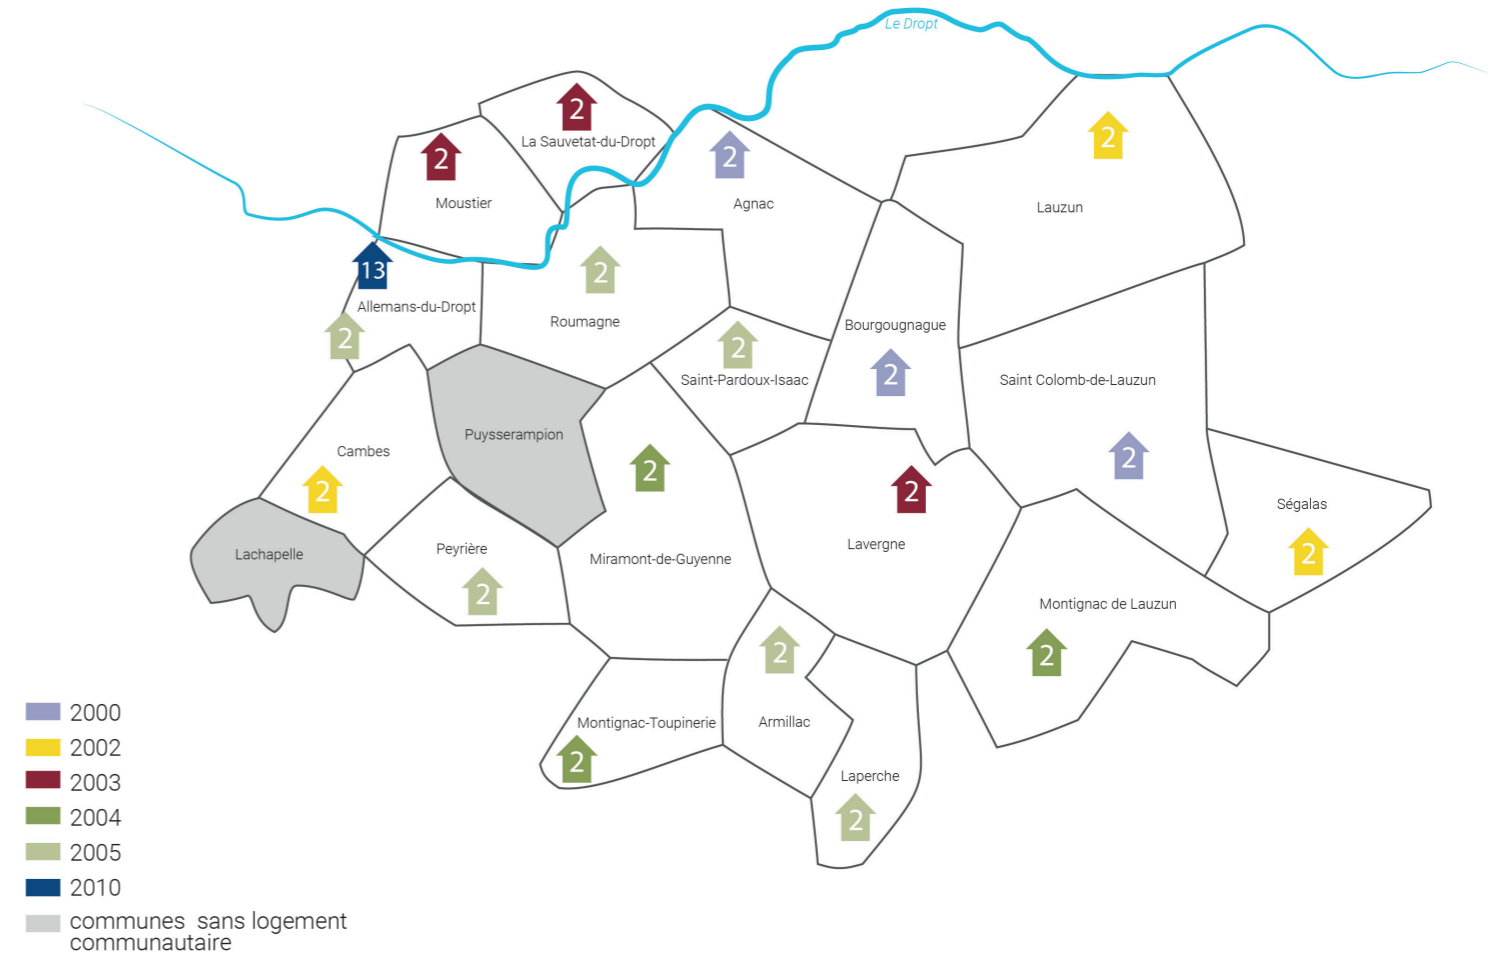 Le Dropt
2
La Sauvetat-du-Dropt
2
Moustier
2
Agnac
2
Lauzun
13
Allemans-du-Dropt
2
2
Roumagne
2
Saint-Pardoux-Isaac
Bourgougnague
2
Saint Colomb-de-Lauzun
2
Puysserampion
Cambes
2
2
Miramont-de-Guyenne
2
Lavergne
Ségalas
2
Lachapelle
Peyrière
2
Montignac de Lauzun
2
2
Armillac
Montignac-Toupinerie
2
Laperche
2
2000
2002
2003
2004
2005
2010
communes sans logement
communautaire